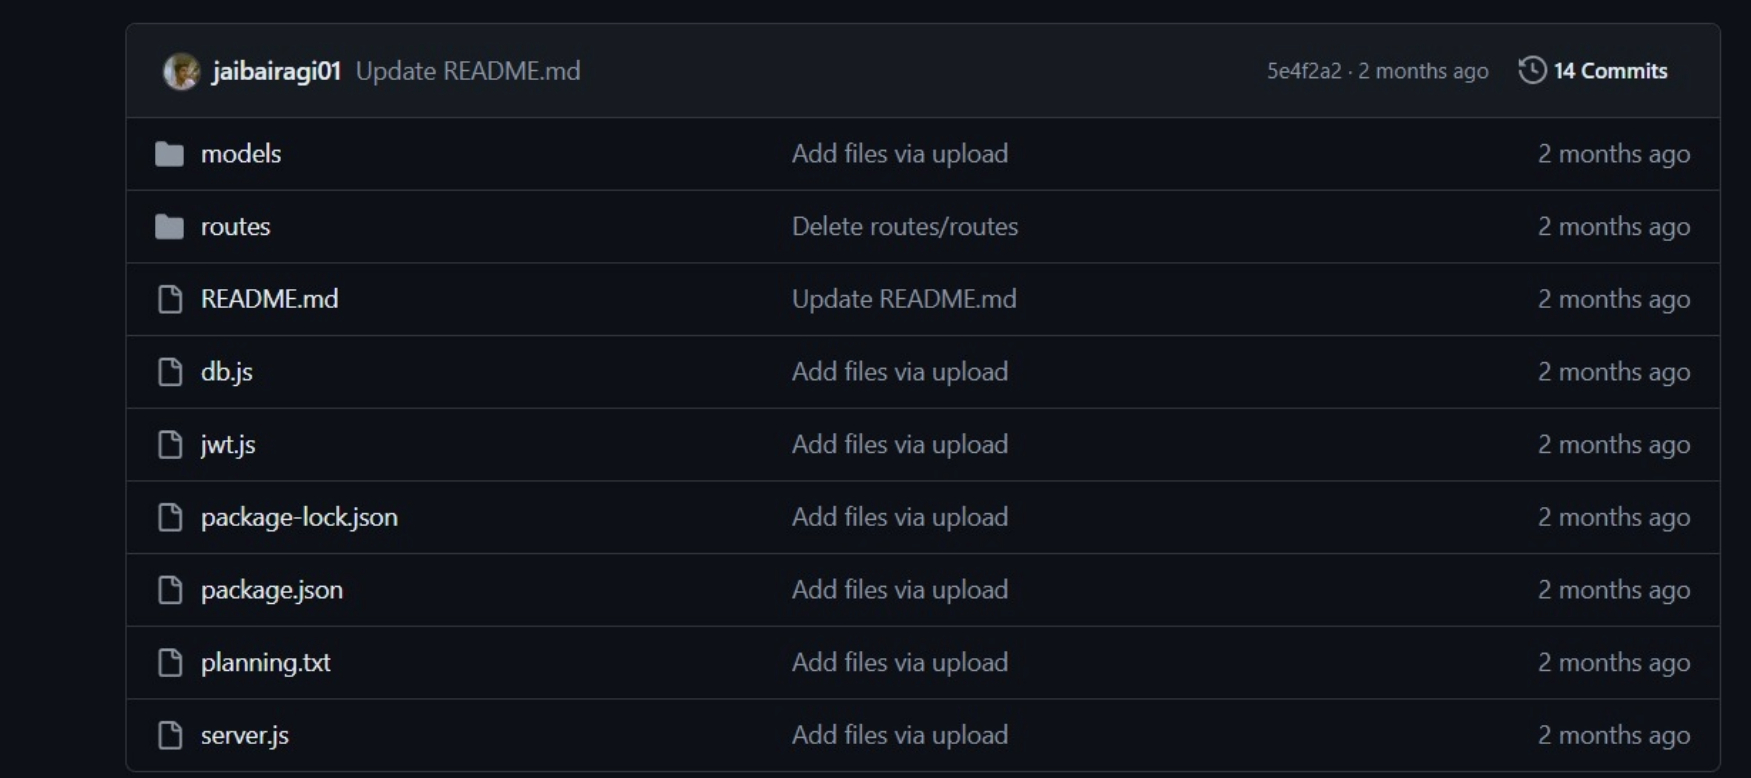 jaibairagi01 Update README.md 5e4f2a2 · 2 months ago 14 Commits
models Add files via upload 2 months ago
routes Delete routes/routes 2 months ago
README.md Update README.md 2 months ago
db.js Add files via upload 2 months ago
jwt.js Add files via upload 2 months ago
package-lock.json Add files via upload 2 months ago
package.json Add files via upload 2 months ago
planning.txt Add files via upload 2 months ago
server.js Add files via upload 2 months ago